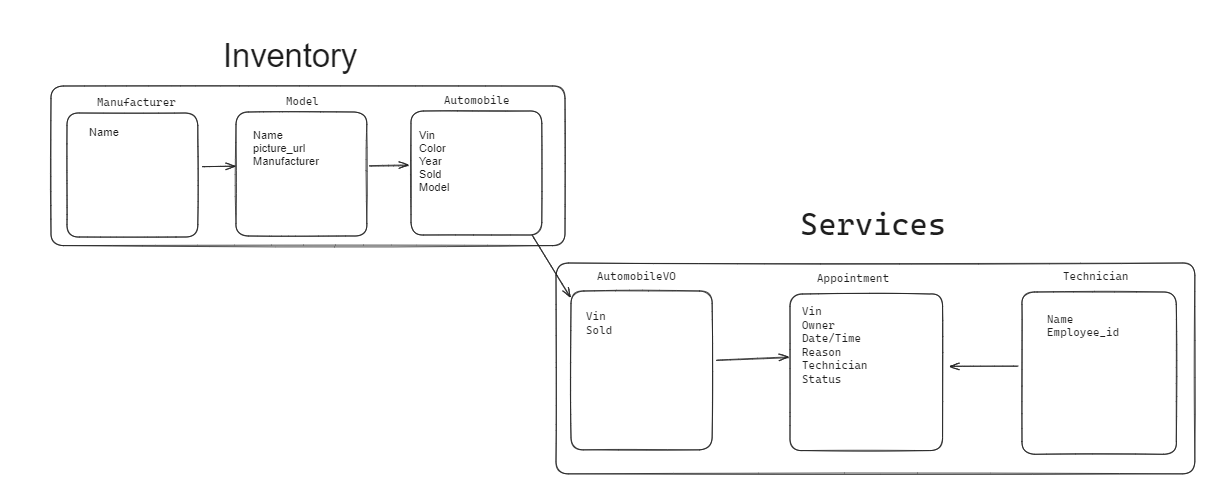 Inventory
Manufacturer
Name
Model
Name
picture_url
Manufacturer
Automobile
Vin
Color
Year
Sold
Model
Services
AutomobileVO
Vin
Sold
Appointment
Vin
Owner
Date/Time
Reason
Technician
Status
Technician
Name
Employee_id